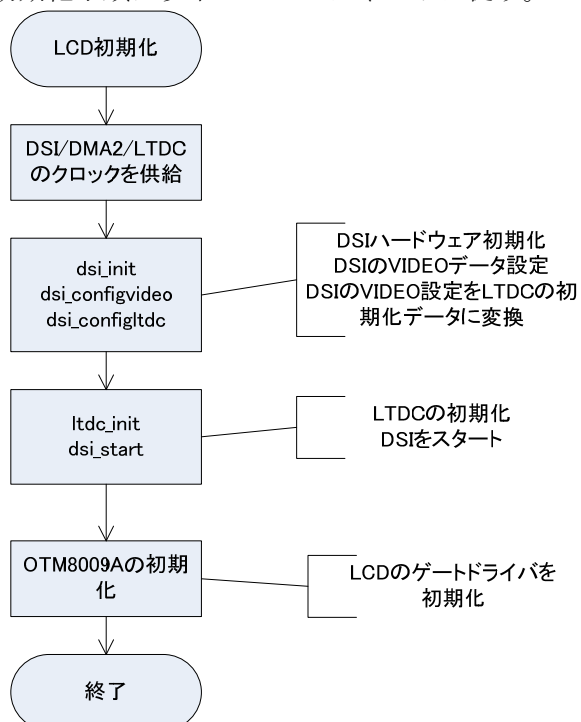 LCD初期化
DSI/DMA2/LTDC
のクロックを供給
dsi_init
dsi_configvideo
dsi_configltdc
DSIハードウェア初期化
DSIのVIDEOデータ設定
DSIのVIDEO設定をLTDCの初
期化データに変換
ltdc_init
dsi_start
LTDCの初期化
DSIをスタート
OTM8009Aの初期
化
LCDのゲートドライバを
初期化
終了